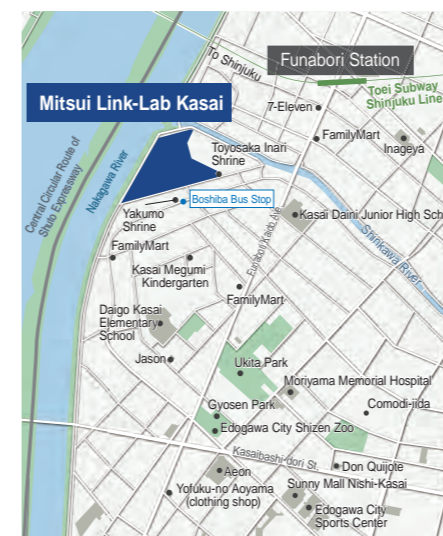 To Shinjuku
Funabori Station
Toei Subway
Shinjuku Line
Mitsui Link-Lab Kasai
7-Eleven
FamilyMart
Inageya
Toyosaka Inari
Shrine
Central Circular Route of
Shuto Expressway
Nakagawa River
Boshiba Bus Stop
Yakumo
Shrine
Kasai Daini Junior High Sch
Shinkawa River
FamilyMart
Kasai Megumi
Kindergarten
FamilyMart
Daigo Kasai
Elementary
School
Jason
Ukita Park
Moriyama Memorial Hospital
Gyosen Park
Comodi-iida
Edogawa City Shizen Zoo
Kasaibashi-dori St.
Aeon
Don Quijote
Yofuku-no Aoyama
(clothing shop)
Sunny Mall Nishi-Kasai
Edogawa City
Sports Center